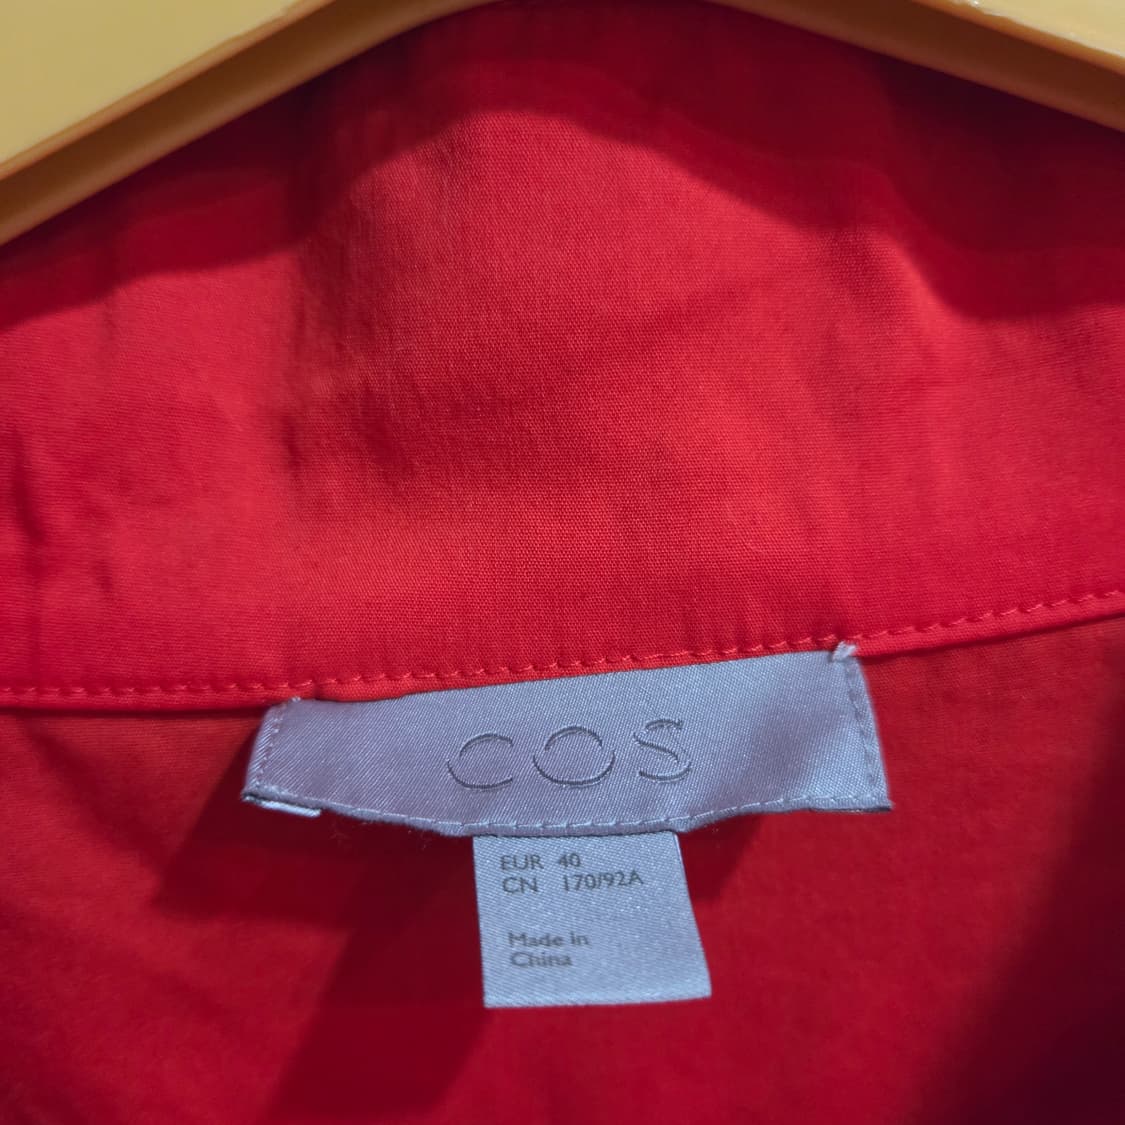 COS
EUR 40
CN 170/92A
Made in
China